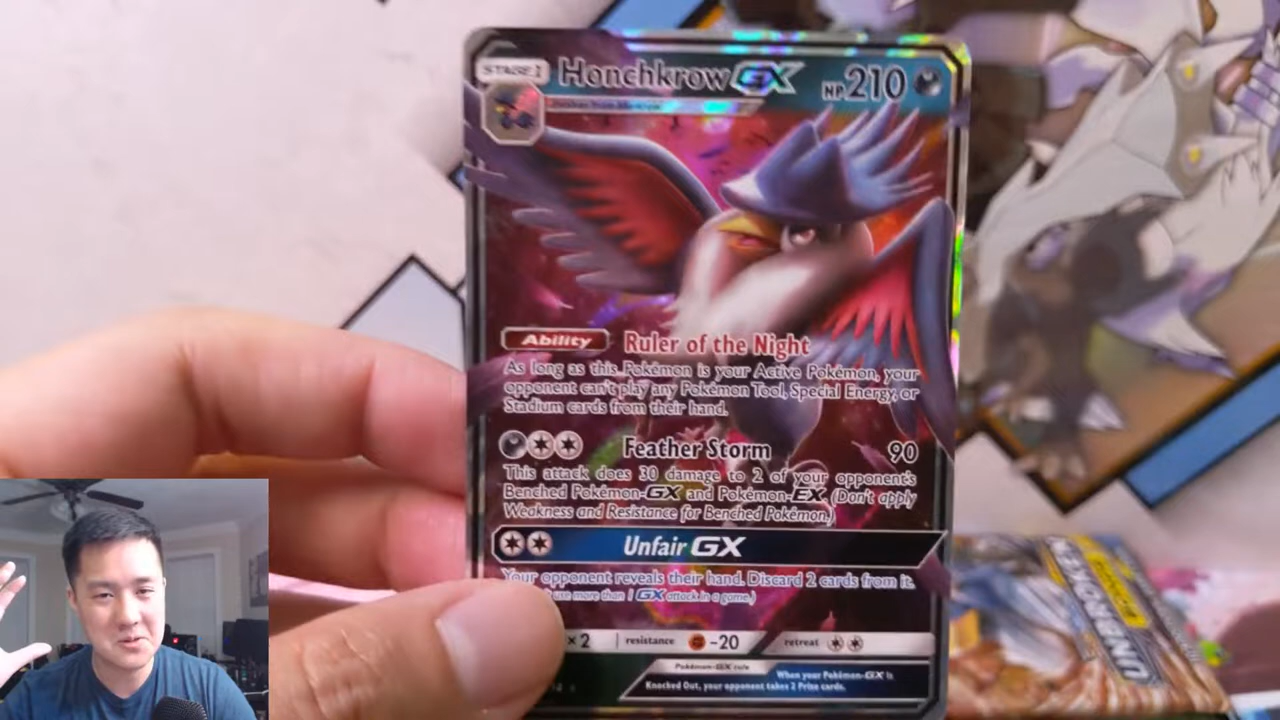 STAGE 1
Honchkrow GX
HP 210
Evolves from Murkrow
Ability Ruler of the Night
As long as this Pokémon is your Active Pokémon, your
opponent can't play any Pokémon Tool, Special Energy, or
Stadium cards from their hand.
Feather Storm 90
This attack does 30 damage to 2 of your opponent's
Benched Pokémon-GX and Pokémon-EX (Don't apply
Weakness and Resistance for Benched Pokémon.)
Unfair GX
Your opponent reveals their hand. Discard 2 cards from it.
use more than 1 GX attack in a game.)
×2 resistance -20 retreat
Pokémon-GX rule
When your Pokémon-GX is
Knocked Out, your opponent takes 2 Prize cards.
UNBROKEN